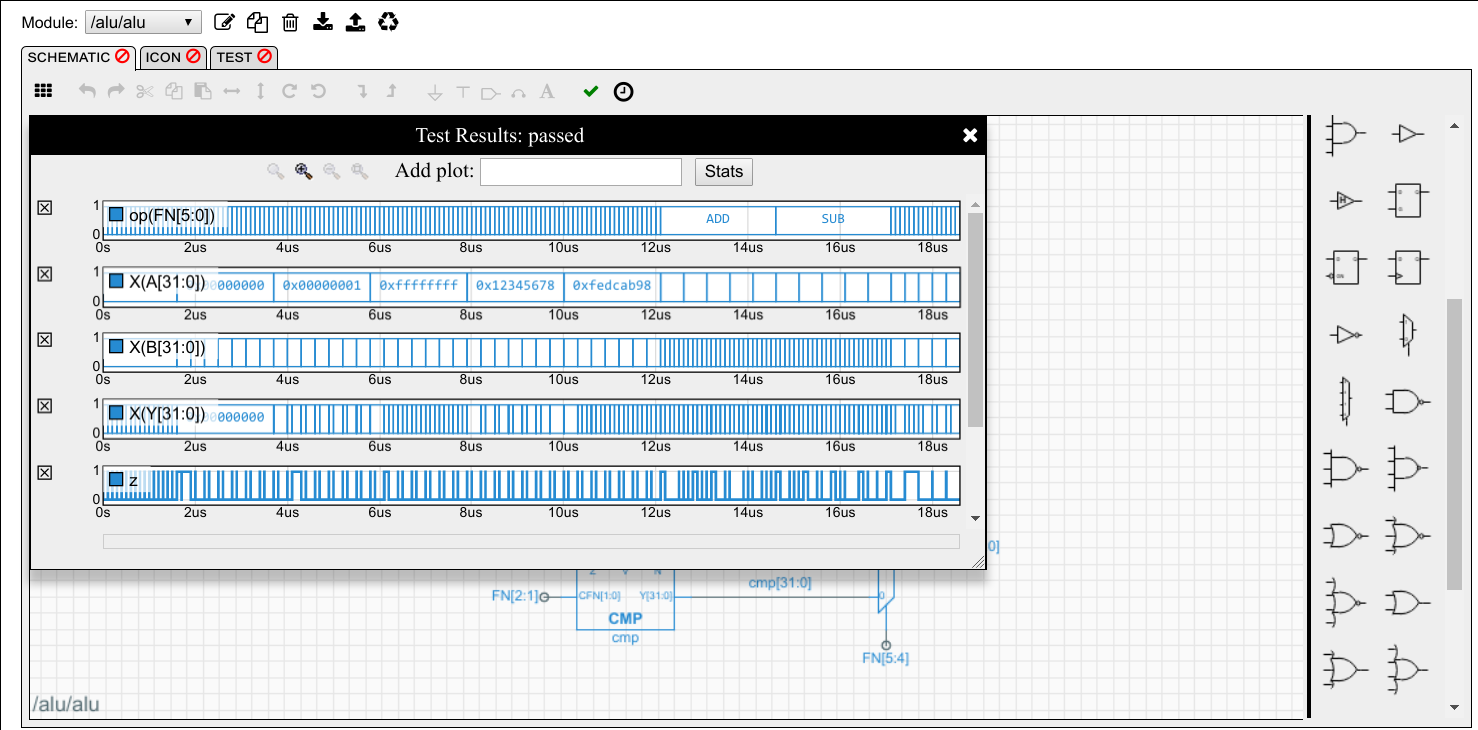 Module: /alu/alu
SCHEMATIC ICON TEST
A
Test Results: passed
Add plot: Stats
1 op(FN[5:0]) ADD SUB
0
0s 2us 4us 6us 8us 10us 12us 14us 16us 18us
1 X(A[31:0]) 00000000 0x00000001 0xffffffff 0x12345678 0xfedcab98
0
0s 2us 4us 6us 8us 10us 12us 14us 16us 18us
1 X(B[31:0])
0
0s 2us 4us 6us 8us 10us 12us 14us 16us 18us
1 X(Y[31:0]) 00000000
0
0s 2us 4us 6us 8us 10us 12us 14us 16us 18us
1 z
0
0s 2us 4us 6us 8us 10us 12us 14us 16us 18us
0]
cmp[31:0]
FN[2:1] CFN[1:0] Y[31:0] 0
CMP
cmp
FN[5:4]
/alu/alu